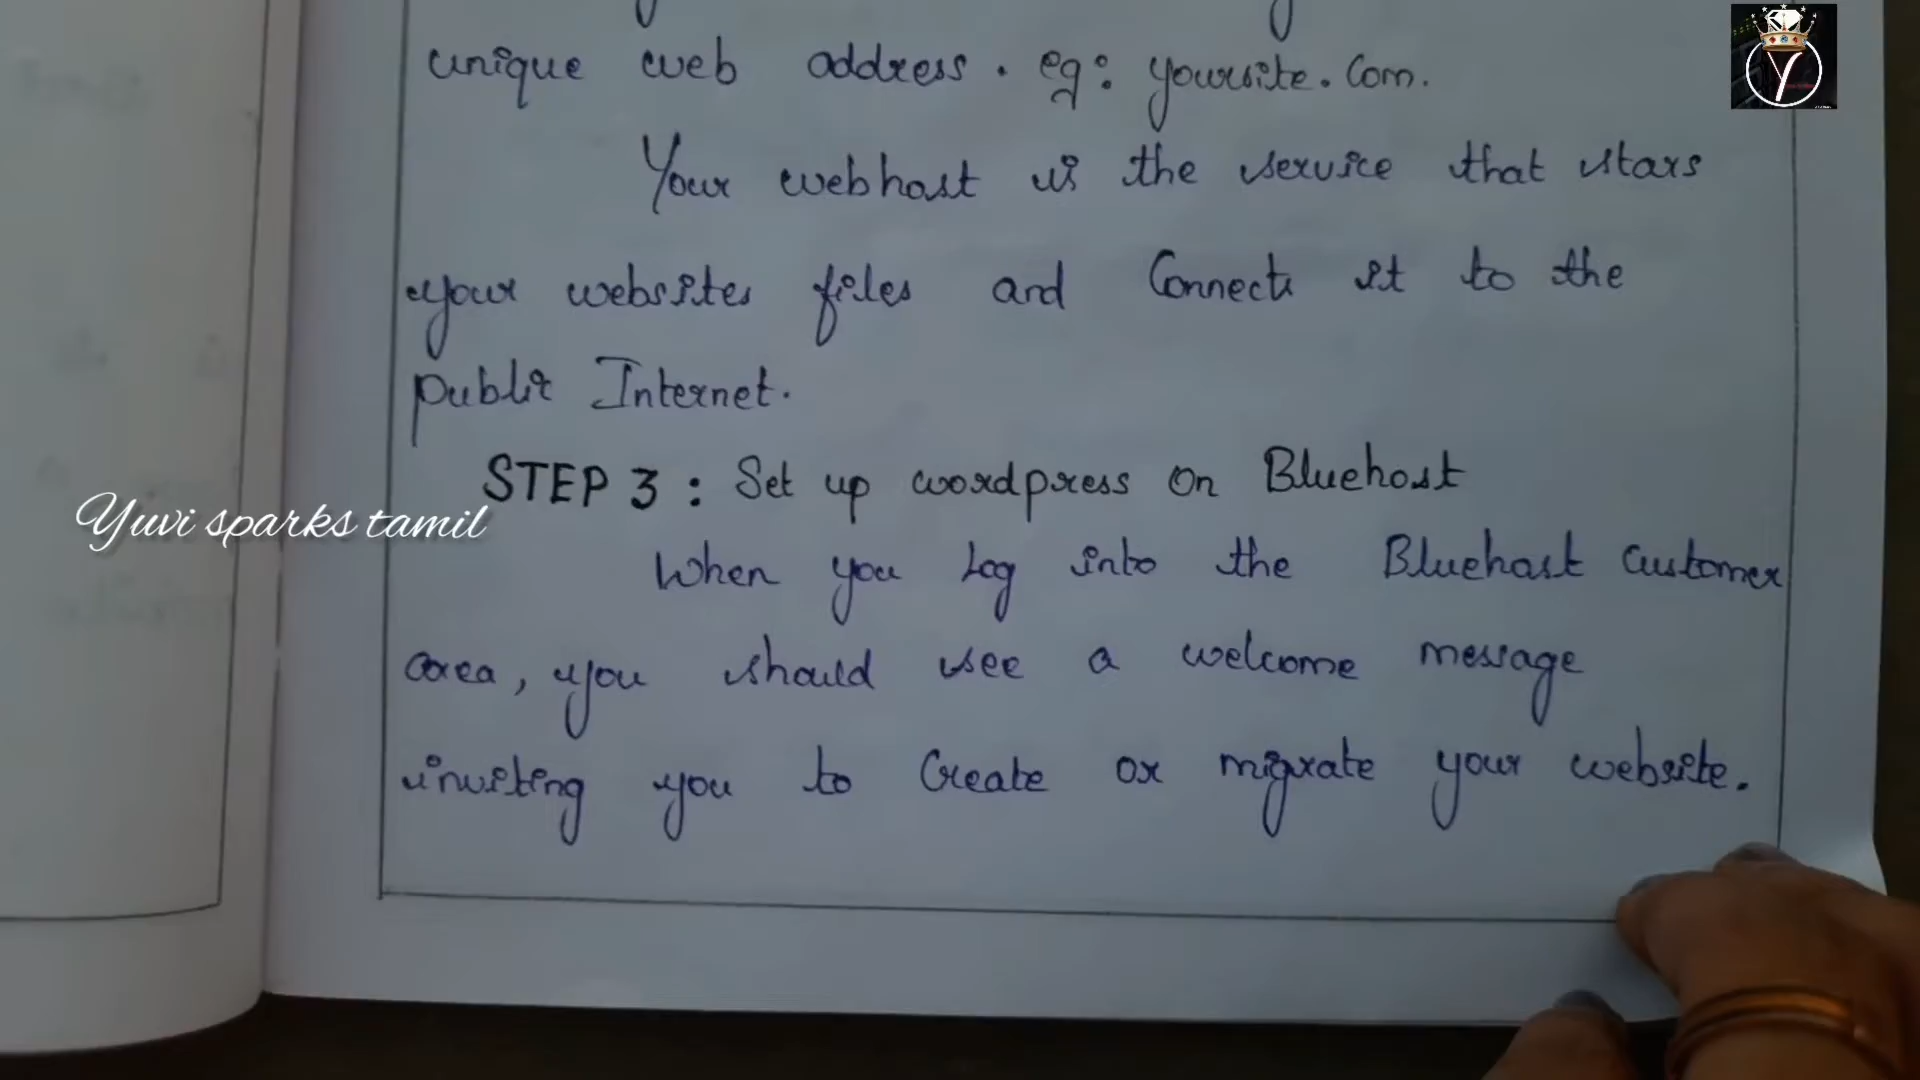 unique web address. eg: yoursite.com.
Your webhost is the service that stars
your websites files and Connects it to the
public Internet.
STEP 3 : Set up wordpress on Bluehost
Yuvi sparks tamil
When you Log into the Bluehost customer
area, you should see a welcome message
inviting you to Create or migrate your website.